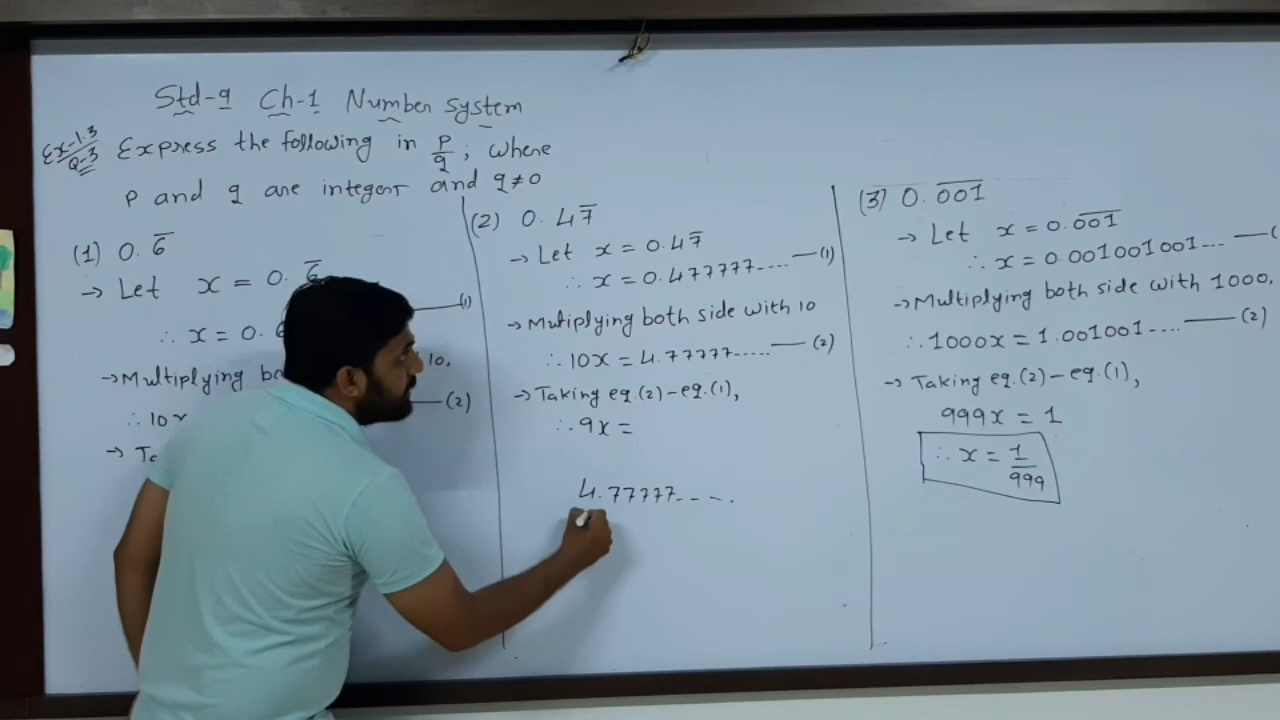 Std-9 Ch-1 Number system
Ex-1.3
Q-3
Express the following in p/q, where
p and q are integers and q≠0
(1) 0.6̅
→ Let x = 0.6̅
∴ x = 0.6 (1)
→ Multiplying 10,
∴ 10x (2)
→
(2) 0.47̅
→ Let x = 0.47̅
∴ x = 0.477777..... — (1)
→ Multiplying both side with 10
∴ 10x = 4.77777..... — (2)
→ Taking eq.(2)-eq.(1),
∴ 9x =
4.77777.....
(3) 0.0̅0̅1̅
→ Let x = 0.0̅0̅1̅
∴ x = 0.001001001.... —
→ Multiplying both side with 1000,
∴ 1000x = 1.001001.... — (2)
→ Taking eq.(2)-eq.(1),
999x = 1
∴ x = 1/999